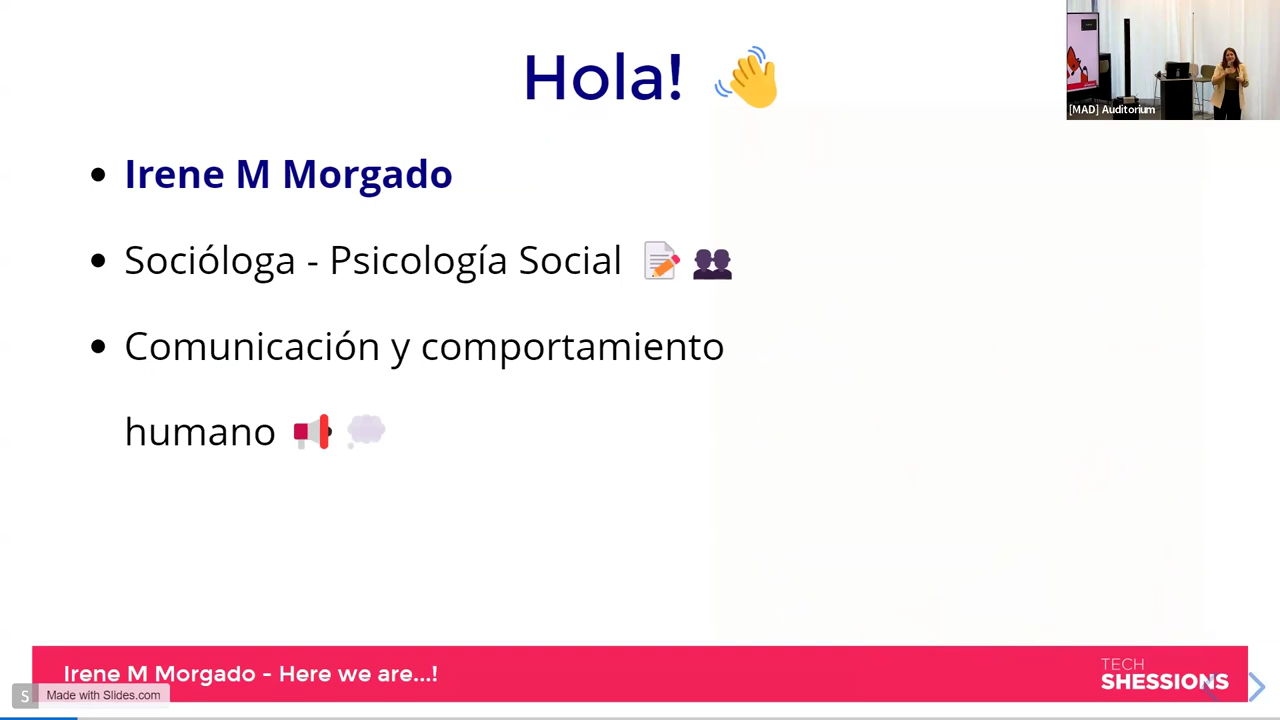 Hola!
[MAD] Auditorium
Irene M Morgado
Socióloga - Psicología Social
Comunicación y comportamiento
humano
Irene M Morgado - Here we are...!
TECH
SHESSIONS
S Made with Slides.com